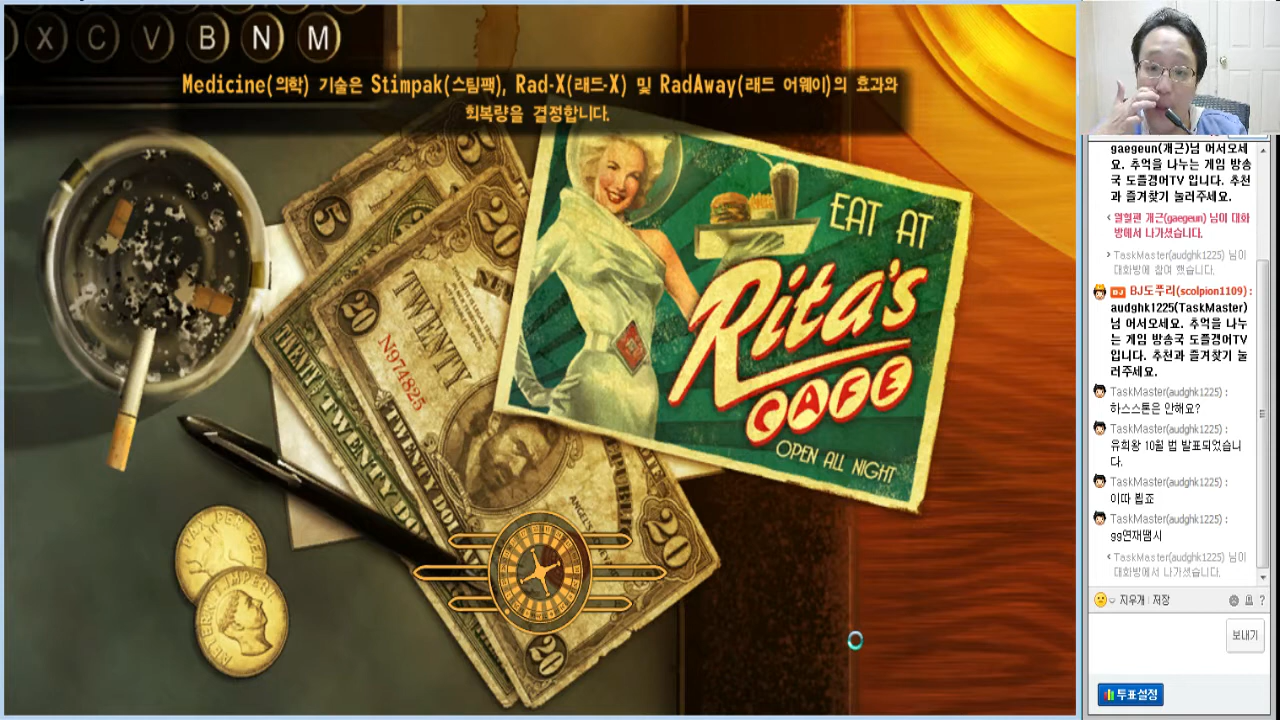 X C V B N M
Medicine(의학) 기술은 Stimpak(스팀팩), Rad-X(래드-X) 및 RadAway(래드 어웨이)의 효과와
회복량을 결정합니다.
EAT AT
Rita's
CAFE
OPEN ALL NIGHT
5
20
20
TWENTY
N974825
TWENTY TWENTY DO
TWENTY DOL
20
20
gaegeun(개근)님 어서오세
요. 추억을 나누는 게임 방송
국 도플갱어TV 입니다. 추천
과 즐겨찾기 눌러주세요.
열혈팬 개근(gaegeun) 님이 대화
방에서 나가셨습니다.
TaskMaster(audghk1225) 님이
대화방에 참여 했습니다.
BJ BJ도푸리(scolpion1109) :
audghk1225(TaskMaster)
님 어서오세요. 추억을 나누
는 게임 방송국 도플갱어TV
입니다. 추천과 즐겨찾기 눌
러주세요.
TaskMaster(audghk1225) :
하스스톤은 안해요?
TaskMaster(audghk1225) :
유희왕 10월 법 발표되었습니
다.
TaskMaster(audghk1225) :
이따 뵙죠
TaskMaster(audghk1225) :
gg연재땜시
TaskMaster(audghk1225) 님이
대화방에서 나가셨습니다.
지우개 저장
보내기
투표설정